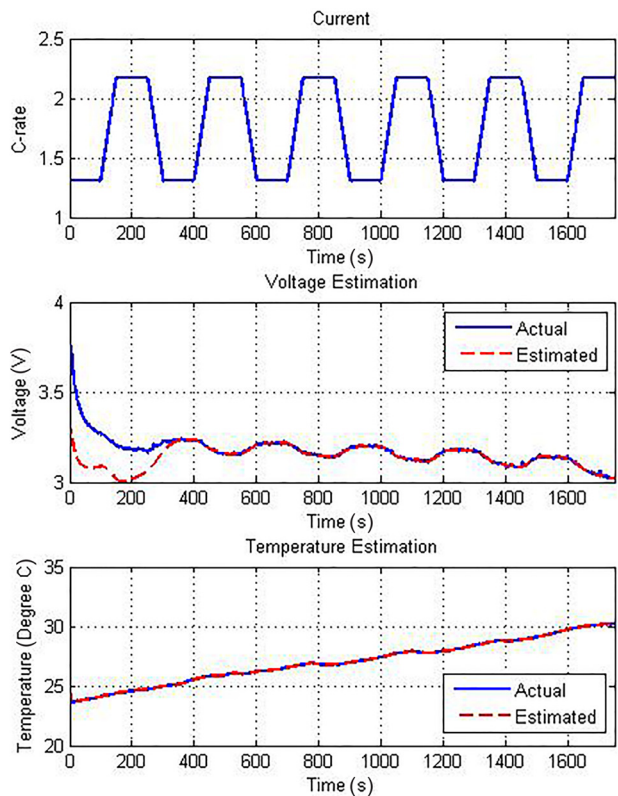 Current
2.5
2
1.5
1
C-rate
0 200 400 600 800 1000 1200 1400 1600
Time (s)
Voltage Estimation
4
3.5
3
Voltage (V)
Actual
Estimated
0 200 400 600 800 1000 1200 1400 1600
Time (s)
Temperature Estimation
35
30
25
20
Temperature (Degree C)
Actual
Estimated
0 200 400 600 800 1000 1200 1400 1600
Time (s)